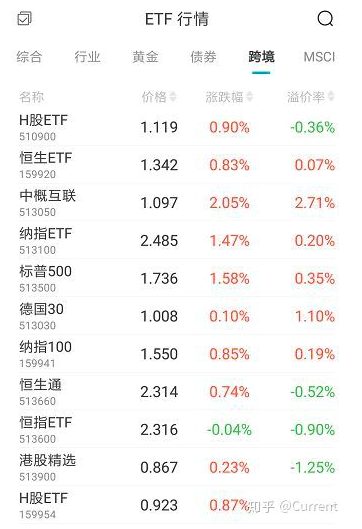 ETF 行情
综合 行业 黄金 债券 跨境 MSCI
名称 价格 涨跌幅 溢价率
H股ETF 1.119 0.90% -0.36%
510900
恒生ETF 1.342 0.83% 0.07%
159920
中概互联 1.097 2.05% 2.71%
513050
纳指ETF 2.485 1.47% 0.20%
513100
标普500 1.736 1.58% 0.35%
513500
德国30 1.008 0.10% 1.10%
513030
纳指100 1.550 0.85% 0.19%
159941
恒生通 2.314 0.74% -0.52%
513660
恒指ETF 2.316 -0.04% -0.90%
513600
港股精选 0.867 0.23% -1.25%
513900
H股ETF 0.923 0.87%
159954
知乎 @Current